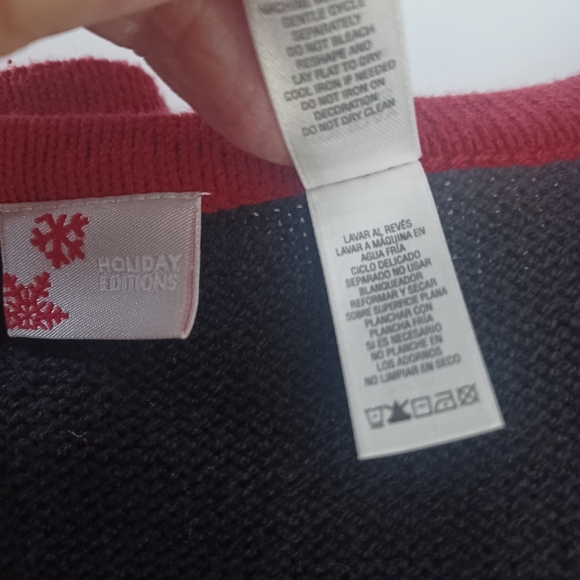 GENTLE CYCLE
SEPARATELY
DO NOT BLEACH
RESHAPE AND
LAY FLAT TO DRY
COOL IRON IF NEEDED
DO NOT IRON ON
DECORATION.
DO NOT DRY CLEAN
HOLIDAY
EDITIONS
LAVAR AL REVÉS
LAVAR A MÁQUINA EN
AGUA FRÍA
CICLO DELICADO
SEPARADO NO USAR
BLANQUEADOR
REFORMAR Y SECAR
SOBRE SUPERFICIE PLANA
PLANCHAR CON
PLANCHA FRÍA
SI ES NECESARIO
NO PLANCHE EN
LOS ADORNOS
NO LIMPIAR EN SECO